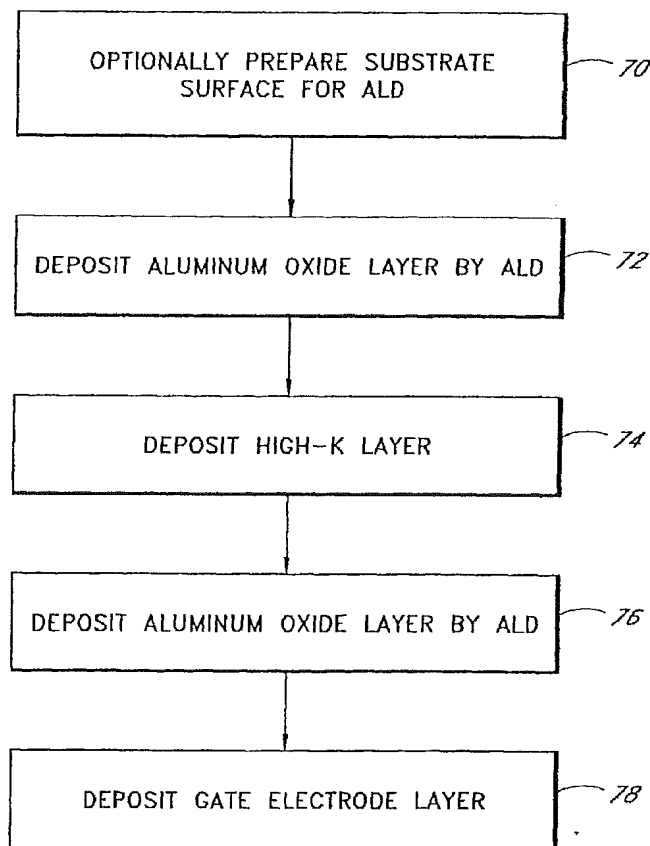 OPTIONALLY PREPARE SUBSTRATE
SURFACE FOR ALD
70
DEPOSIT ALUMINUM OXIDE LAYER BY ALD
72
DEPOSIT HIGH-K LAYER
74
DEPOSIT ALUMINUM OXIDE LAYER BY ALD
76
DEPOSIT GATE ELECTRODE LAYER
78